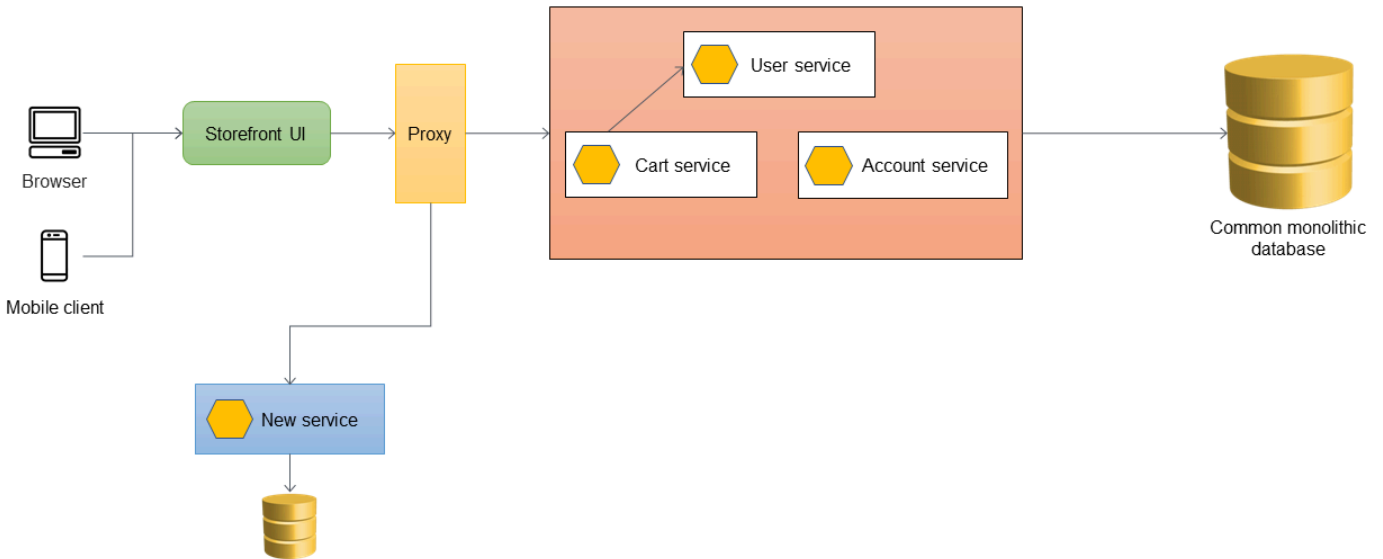 User service
Storefront UI
Proxy
Cart service
Account service
Browser
Common monolithic
database
Mobile client
New service